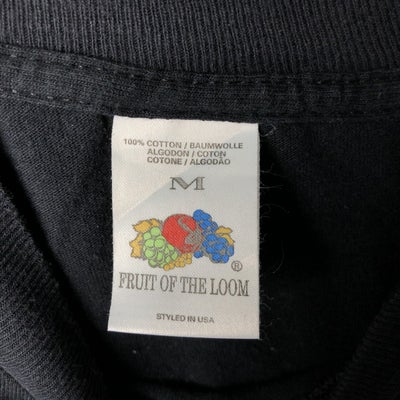 100% COTTON / BAUMWOLLE
ALGODON / COTON
COTONE / ALGODÃO
M
®
FRUIT OF THE LOOM
STYLED IN USA